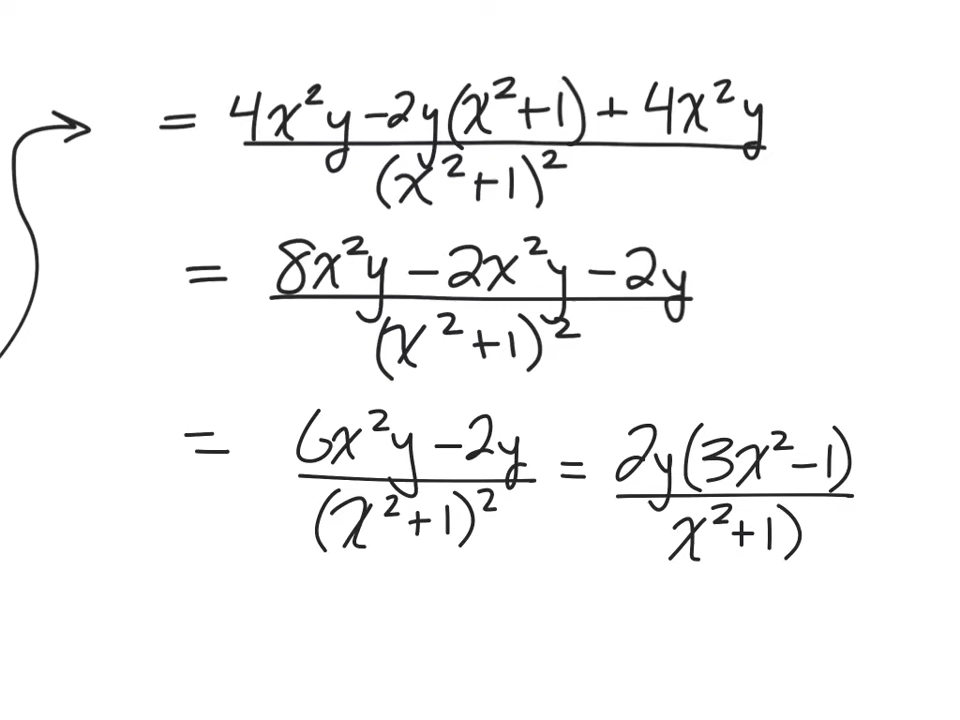 = (4x²y - 2y(x²+1) + 4x²y) / (x²+1)²
= (8x²y - 2x²y - 2y) / (x²+1)²
= (6x²y - 2y) / (x²+1)² = 2y(3x²-1) / x²+1)